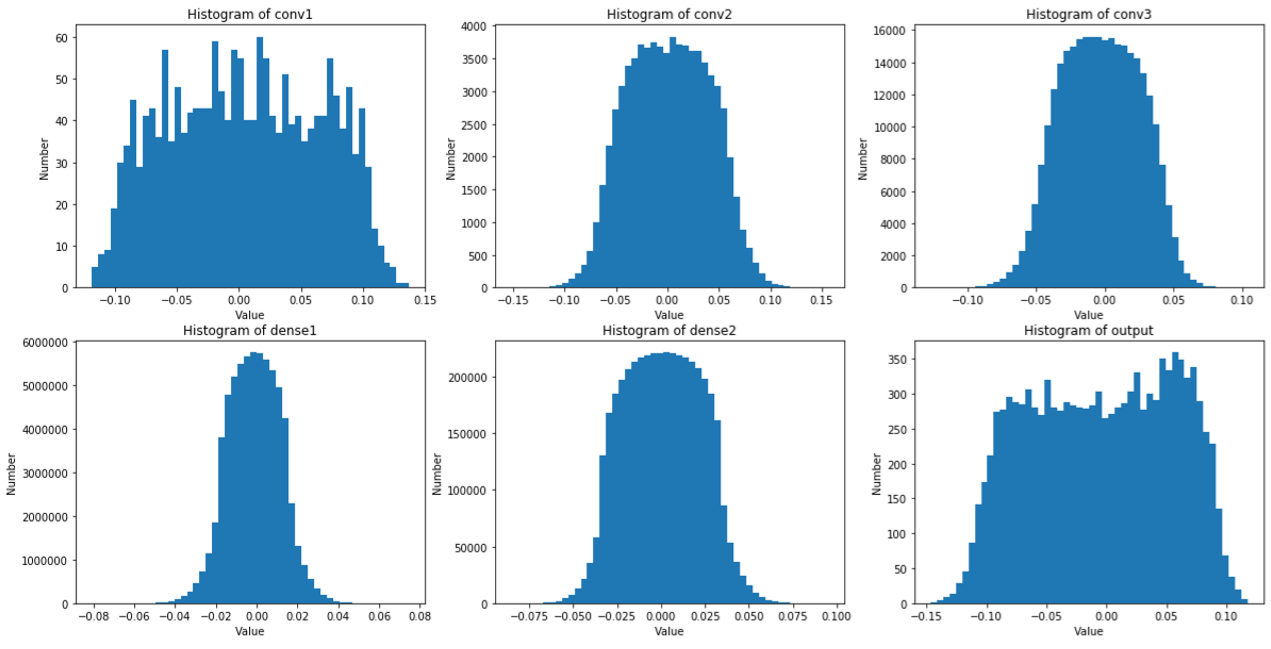 Histogram of conv1
60
50
40
30
20
10
0
Number
−0.10 −0.05 0.00 0.05 0.10 0.15
Value
Histogram of conv2
4000
3500
3000
2500
2000
1500
1000
500
0
Number
−0.15 −0.10 −0.05 0.00 0.05 0.10 0.15
Value
Histogram of conv3
16000
14000
12000
10000
8000
6000
4000
2000
0
Number
−0.10 −0.05 0.00 0.05 0.10
Value
Histogram of dense1
6000000
5000000
4000000
3000000
2000000
1000000
0
Number
−0.08 −0.06 −0.04 −0.02 0.00 0.02 0.04 0.06 0.08
Value
Histogram of dense2
200000
150000
100000
50000
0
Number
−0.075 −0.050 −0.025 0.000 0.025 0.050 0.075 0.100
Value
Histogram of output
350
300
250
200
150
100
50
0
Number
−0.15 −0.10 −0.05 0.00 0.05 0.10
Value